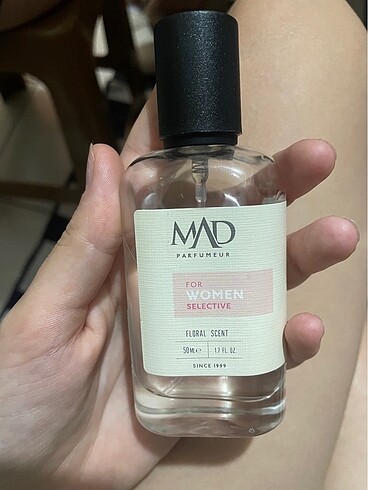 MAD
PARFUMEUR
FOR
WOMEN
SELECTIVE
FLORAL SCENT
50ML℮ 1.7 FL. OZ.
SINCE 1999